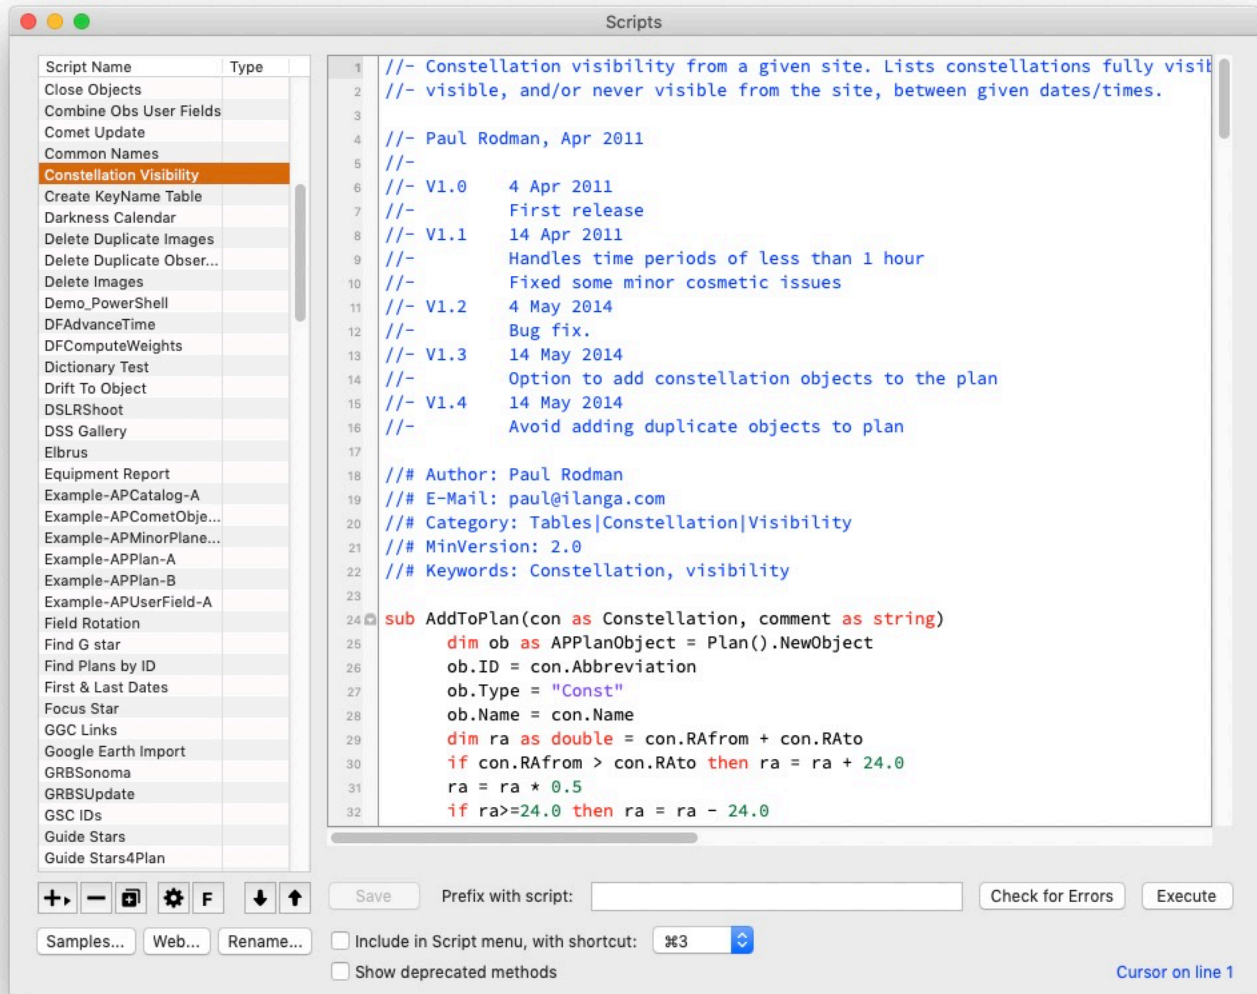 Scripts
Script Name Type
Close Objects
Combine Obs User Fields
Comet Update
Common Names
Constellation Visibility
Create KeyName Table
Darkness Calendar
Delete Duplicate Images
Delete Duplicate Obser...
Delete Images
Demo_PowerShell
DFAdvanceTime
DFComputeWeights
Dictionary Test
Drift To Object
DSLRShoot
DSS Gallery
Elbrus
Equipment Report
Example-APCatalog-A
Example-APCometObje...
Example-APMinorPlane...
Example-APPlan-A
Example-APPlan-B
Example-APUserField-A
Field Rotation
Find G star
Find Plans by ID
First & Last Dates
Focus Star
GGC Links
Google Earth Import
GRBSonoma
GRBSUpdate
GSC IDs
Guide Stars
Guide Stars4Plan
1 //- Constellation visibility from a given site. Lists constellations fully visib
2 //- visible, and/or never visible from the site, between given dates/times.
3
4 //- Paul Rodman, Apr 2011
5 //-
6 //- V1.0 4 Apr 2011
7 //- First release
8 //- V1.1 14 Apr 2011
9 //- Handles time periods of less than 1 hour
10 //- Fixed some minor cosmetic issues
11 //- V1.2 4 May 2014
12 //- Bug fix.
13 //- V1.3 14 May 2014
14 //- Option to add constellation objects to the plan
15 //- V1.4 14 May 2014
16 //- Avoid adding duplicate objects to plan
17
18 //# Author: Paul Rodman
19 //# E-Mail: paul@ilanga.com
20 //# Category: Tables|Constellation|Visibility
21 //# MinVersion: 2.0
22 //# Keywords: Constellation, visibility
23
24 sub AddToPlan(con as Constellation, comment as string)
25 dim ob as APPlanObject = Plan().NewObject
26 ob.ID = con.Abbreviation
27 ob.Type = "Const"
28 ob.Name = con.Name
29 dim ra as double = con.RAfrom + con.RAto
30 if con.RAfrom > con.RAto then ra = ra + 24.0
31 ra = ra * 0.5
32 if ra>=24.0 then ra = ra - 24.0
F
Save Prefix with script: Check for Errors Execute
Samples... Web... Rename... Include in Script menu, with shortcut: ⌘3
Show deprecated methods Cursor on line 1